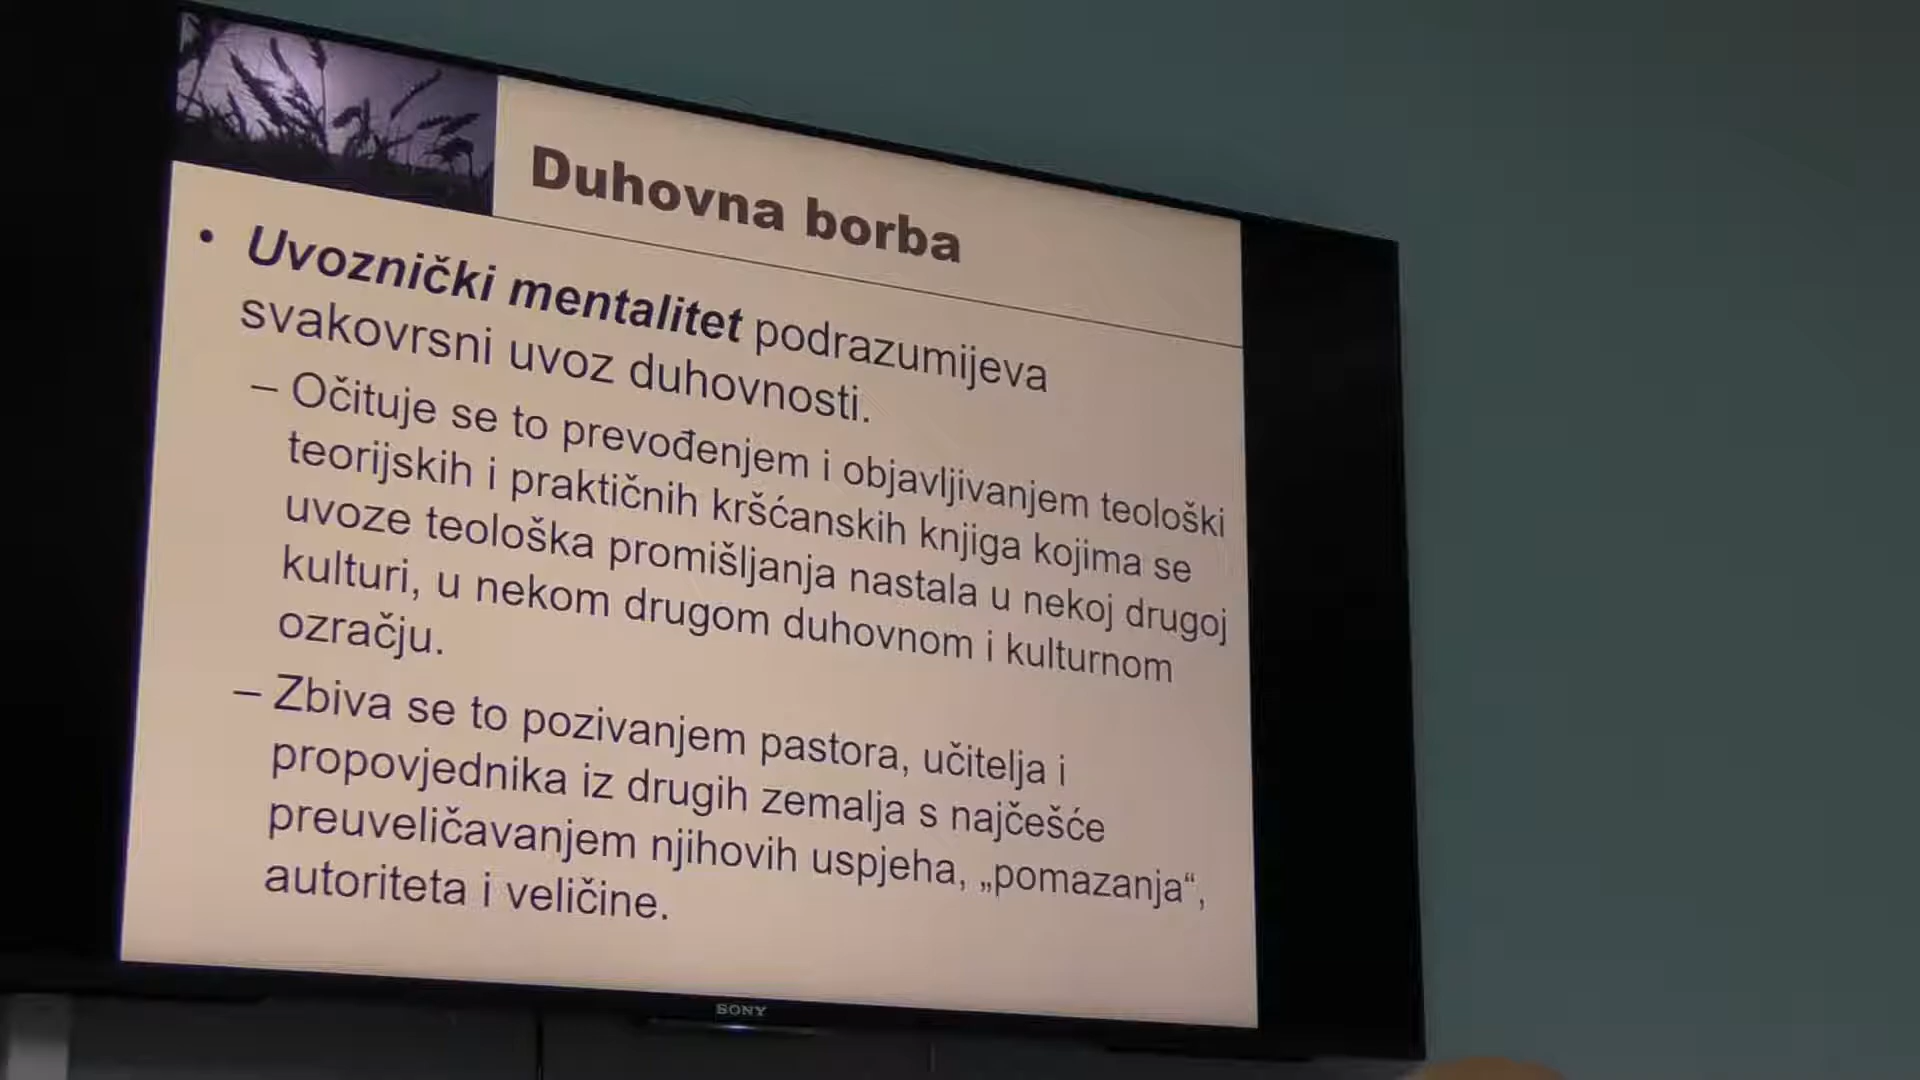 Duhovna borba
• Uvoznički mentalitet podrazumijeva
svakovrsni uvoz duhovnosti.
– Očituje se to prevođenjem i objavljivanjem teološki
teorijskih i praktičnih kršćanskih knjiga kojima se
uvoze teološka promišljanja nastala u nekoj drugoj
kulturi, u nekom drugom duhovnom i kulturnom
ozračju.
– Zbiva se to pozivanjem pastora, učitelja i
propovjednika iz drugih zemalja s najčešće
preuveličavanjem njihovih uspjeha, „pomazanja“,
autoriteta i veličine.
SONY